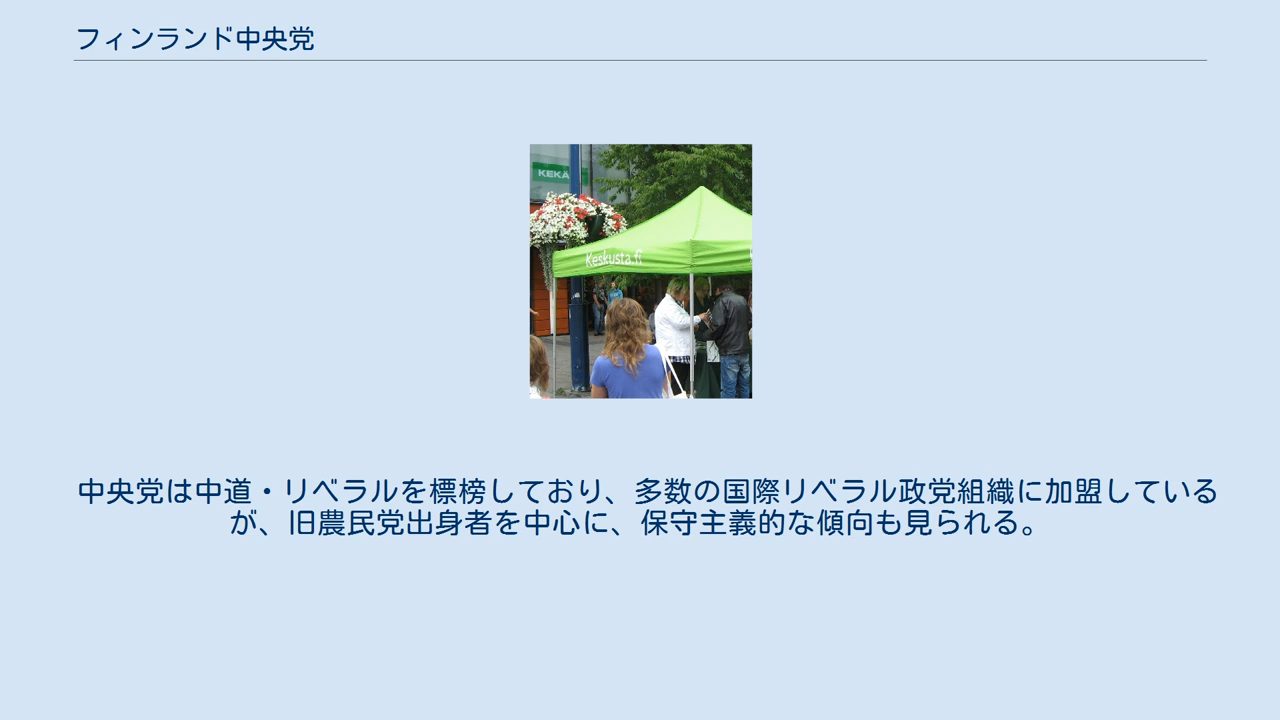 フィンランド中央党
KEKÄ
Keskusta.fi
中央党は中道・リベラルを標榜しており、多数の国際リベラル政党組織に加盟している
が、旧農民党出身者を中心に、保守主義的な傾向も見られる。